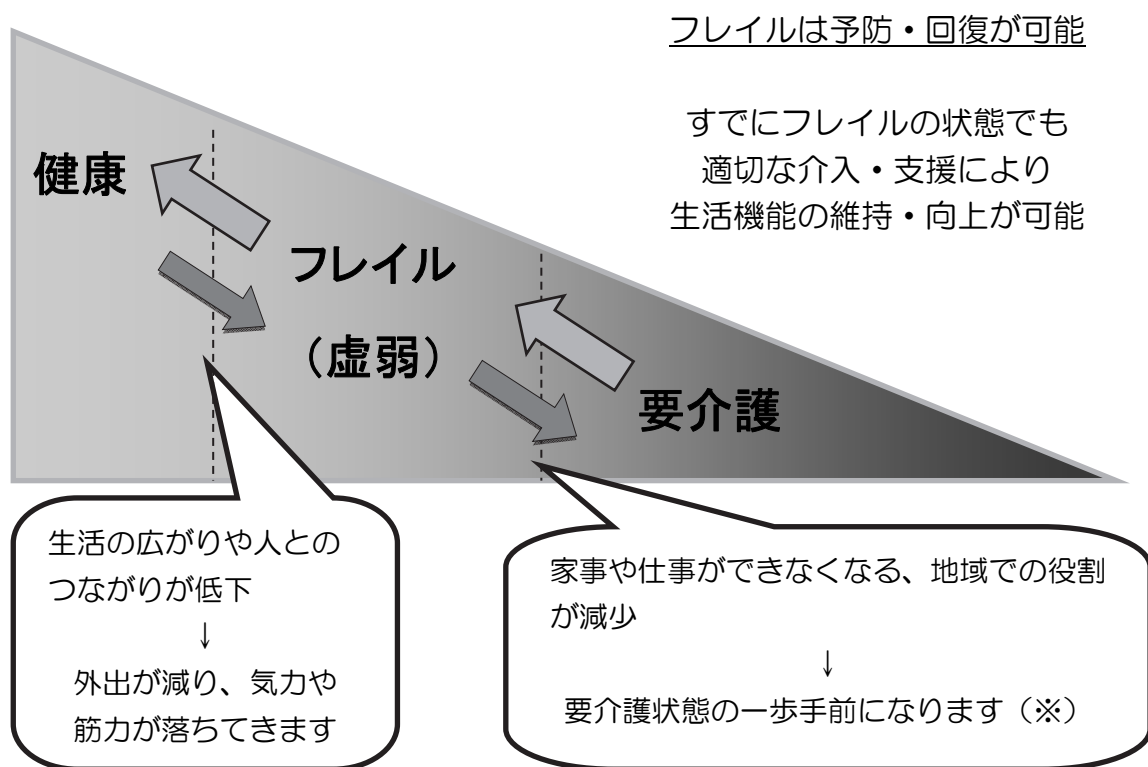 フレイルは予防・回復が可能
すでにフレイルの状態でも
適切な介入・支援により
生活機能の維持・向上が可能
健康
フレイル
（虚弱）
要介護
生活の広がりや人との
つながりが低下
↓
外出が減り、気力や
筋力が落ちてきます
家事や仕事ができなくなる、地域での役割
が減少
↓
要介護状態の一歩手前になります（※）